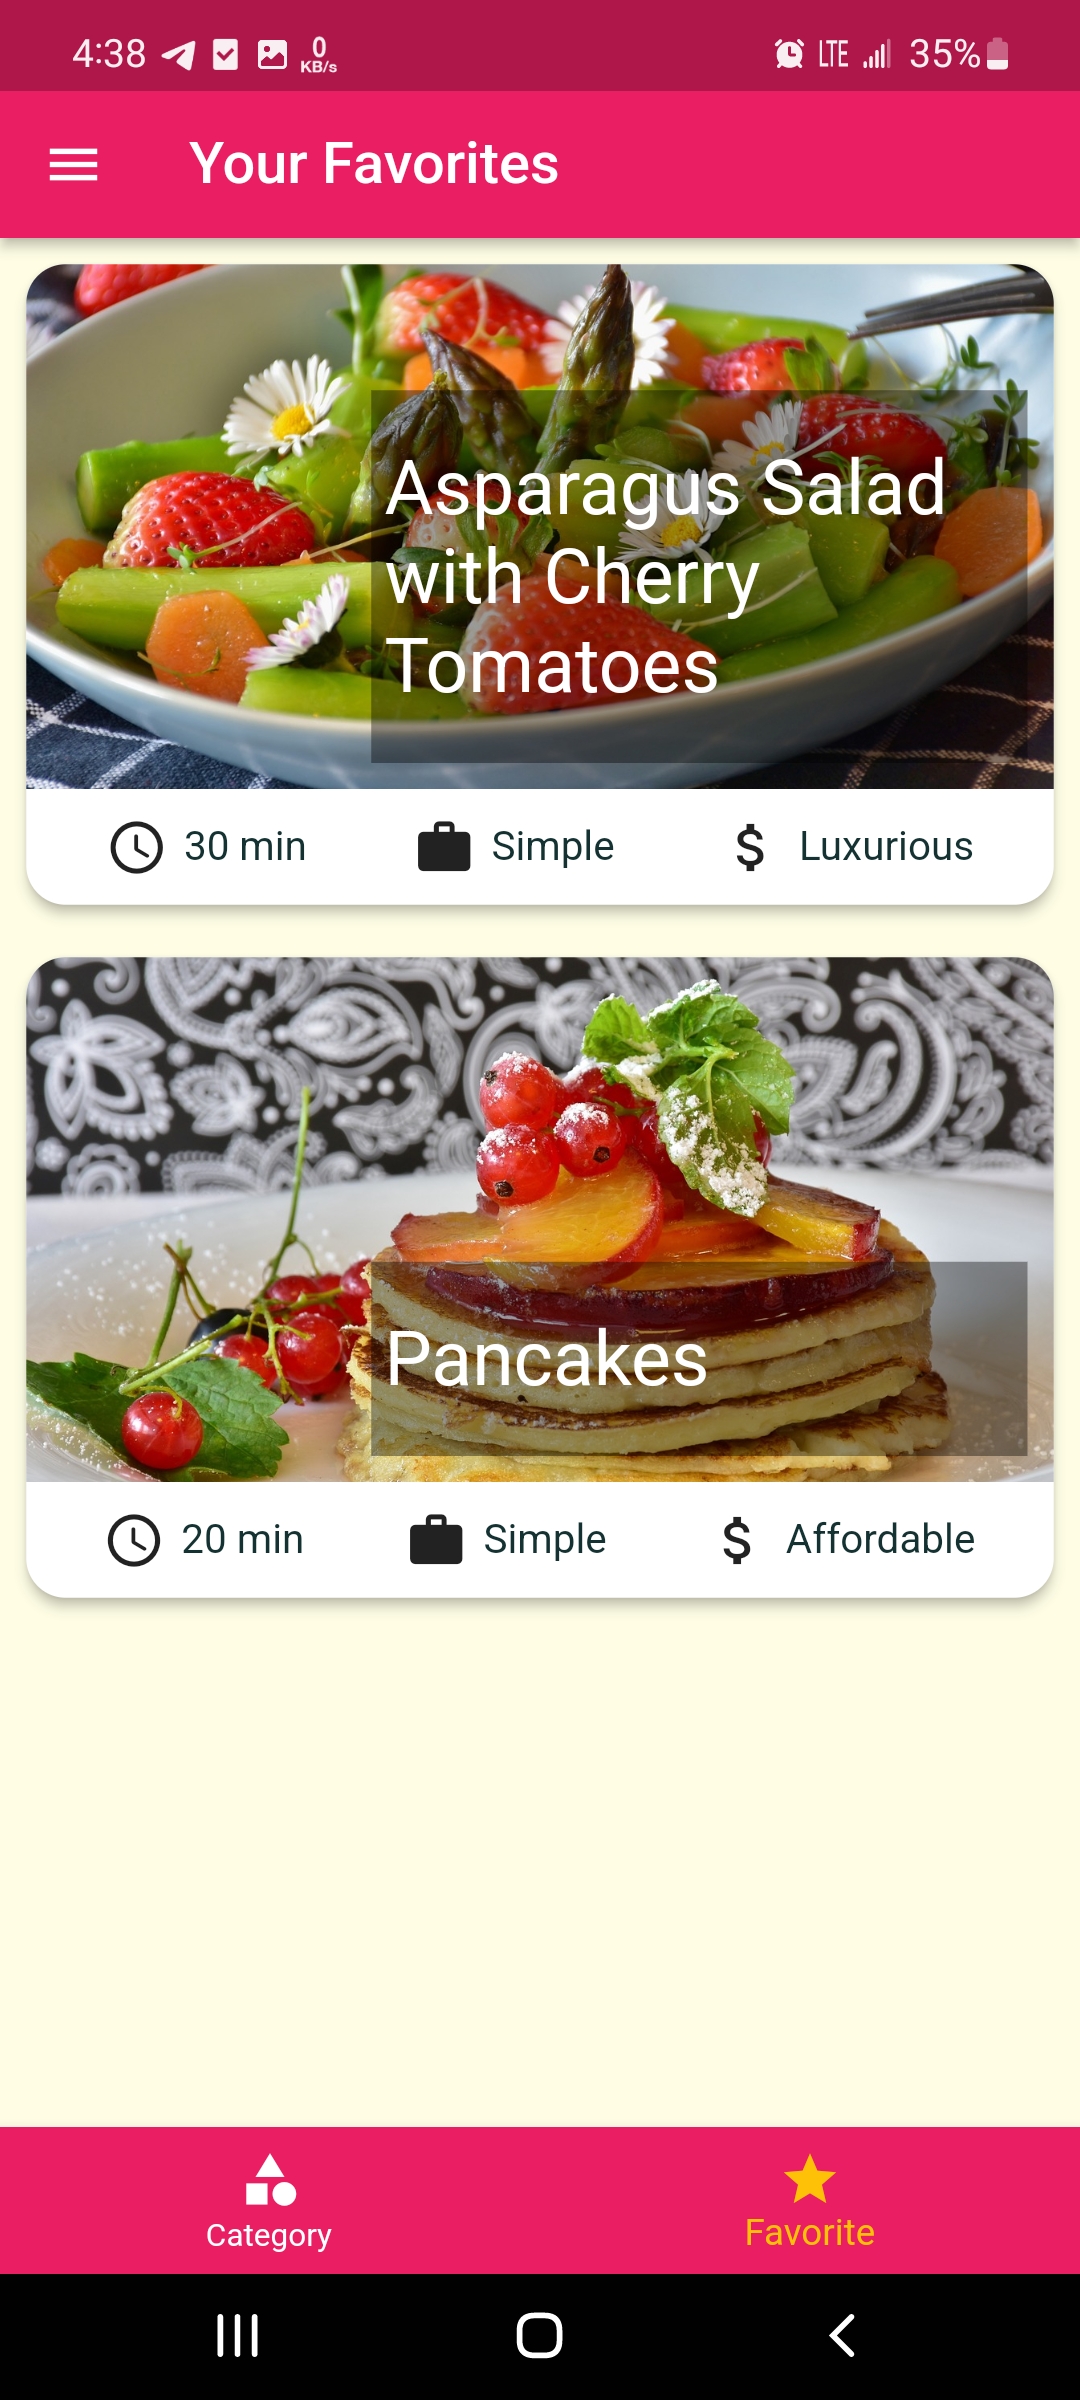 4:38 0 KB/s LTE 35%
Your Favorites
Asparagus Salad
with Cherry
Tomatoes
30 min Simple $ Luxurious
Pancakes
20 min Simple $ Affordable
Category Favorite